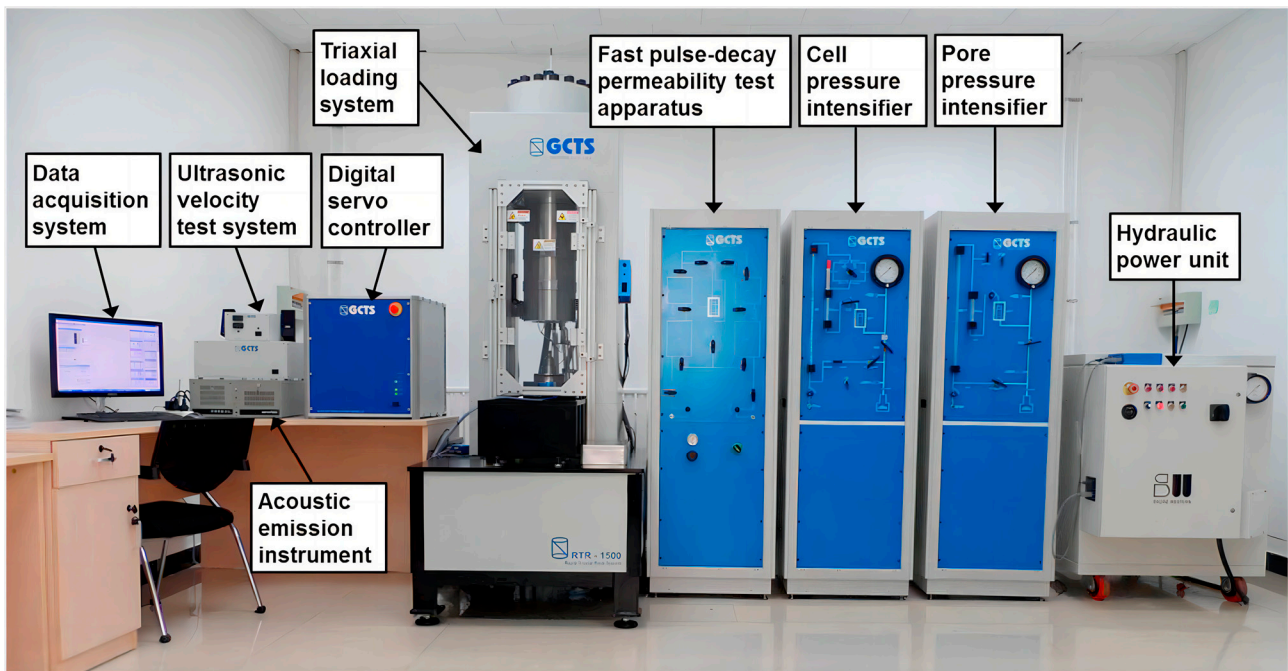 Triaxial
loading
system
Fast pulse-decay
permeability test
apparatus
Cell
pressure
intensifier
Pore
pressure
intensifier
Data
acquisition
system
Ultrasonic
velocity
test system
Digital
servo
controller
Hydraulic
power unit
Acoustic
emission
instrument
GCTS
GCTS
GCTS
GCTS
GCTS
GCTS
RTR - 1500